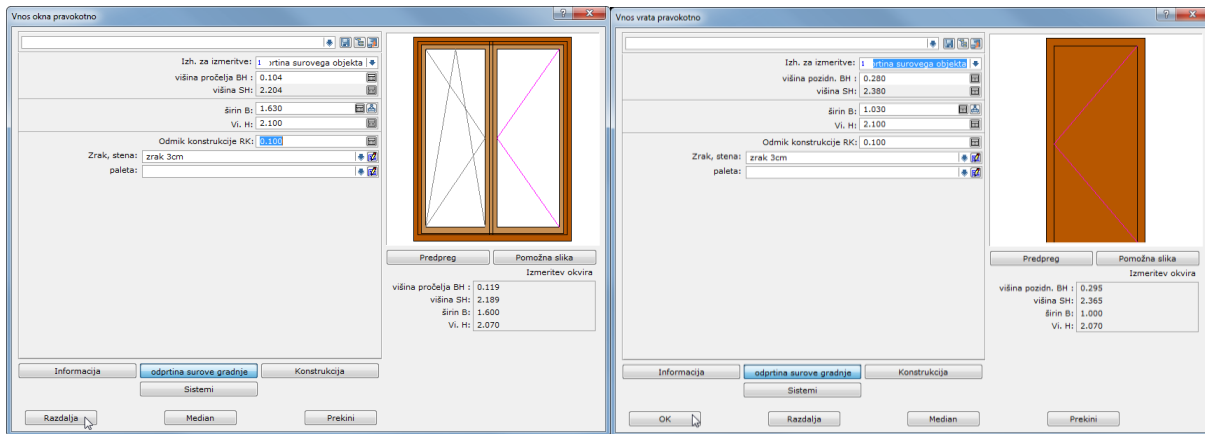 Vnos okna pravokotno
Izh. za izmeritve: 1 ırtina surovega objekta
višina pročelja BH: 0.104
višina SH: 2.204
širin B: 1.630
Vi. H: 2.100
Odmik konstrukcije RK: 0.100
Zrak, stena: zrak 3cm
paleta:
Predpreg Pomožna slika
Izmeritev okvira
višina pročelja BH : 0.119
višina SH: 2.189
širin B: 1.600
Vi. H: 2.070
Informacija odprtina surove gradnje Konstrukcija
Sistemi
Razdalja Median Prekini
Vnos vrata pravokotno
Izh. za izmeritve: 1 ırtina surovega objekta
višina pozidn. BH : 0.280
višina SH: 2.380
širin B: 1.030
Vi. H: 2.100
Odmik konstrukcije RK: 0.100
Zrak, stena: zrak 3cm
paleta:
Predpreg Pomožna slika
Izmeritev okvira
višina pozidn. BH : 0.295
višina SH: 2.365
širin B: 1.000
Vi. H: 2.070
Informacija odprtina surove gradnje Konstrukcija
Sistemi
OK Razdalja Median Prekini